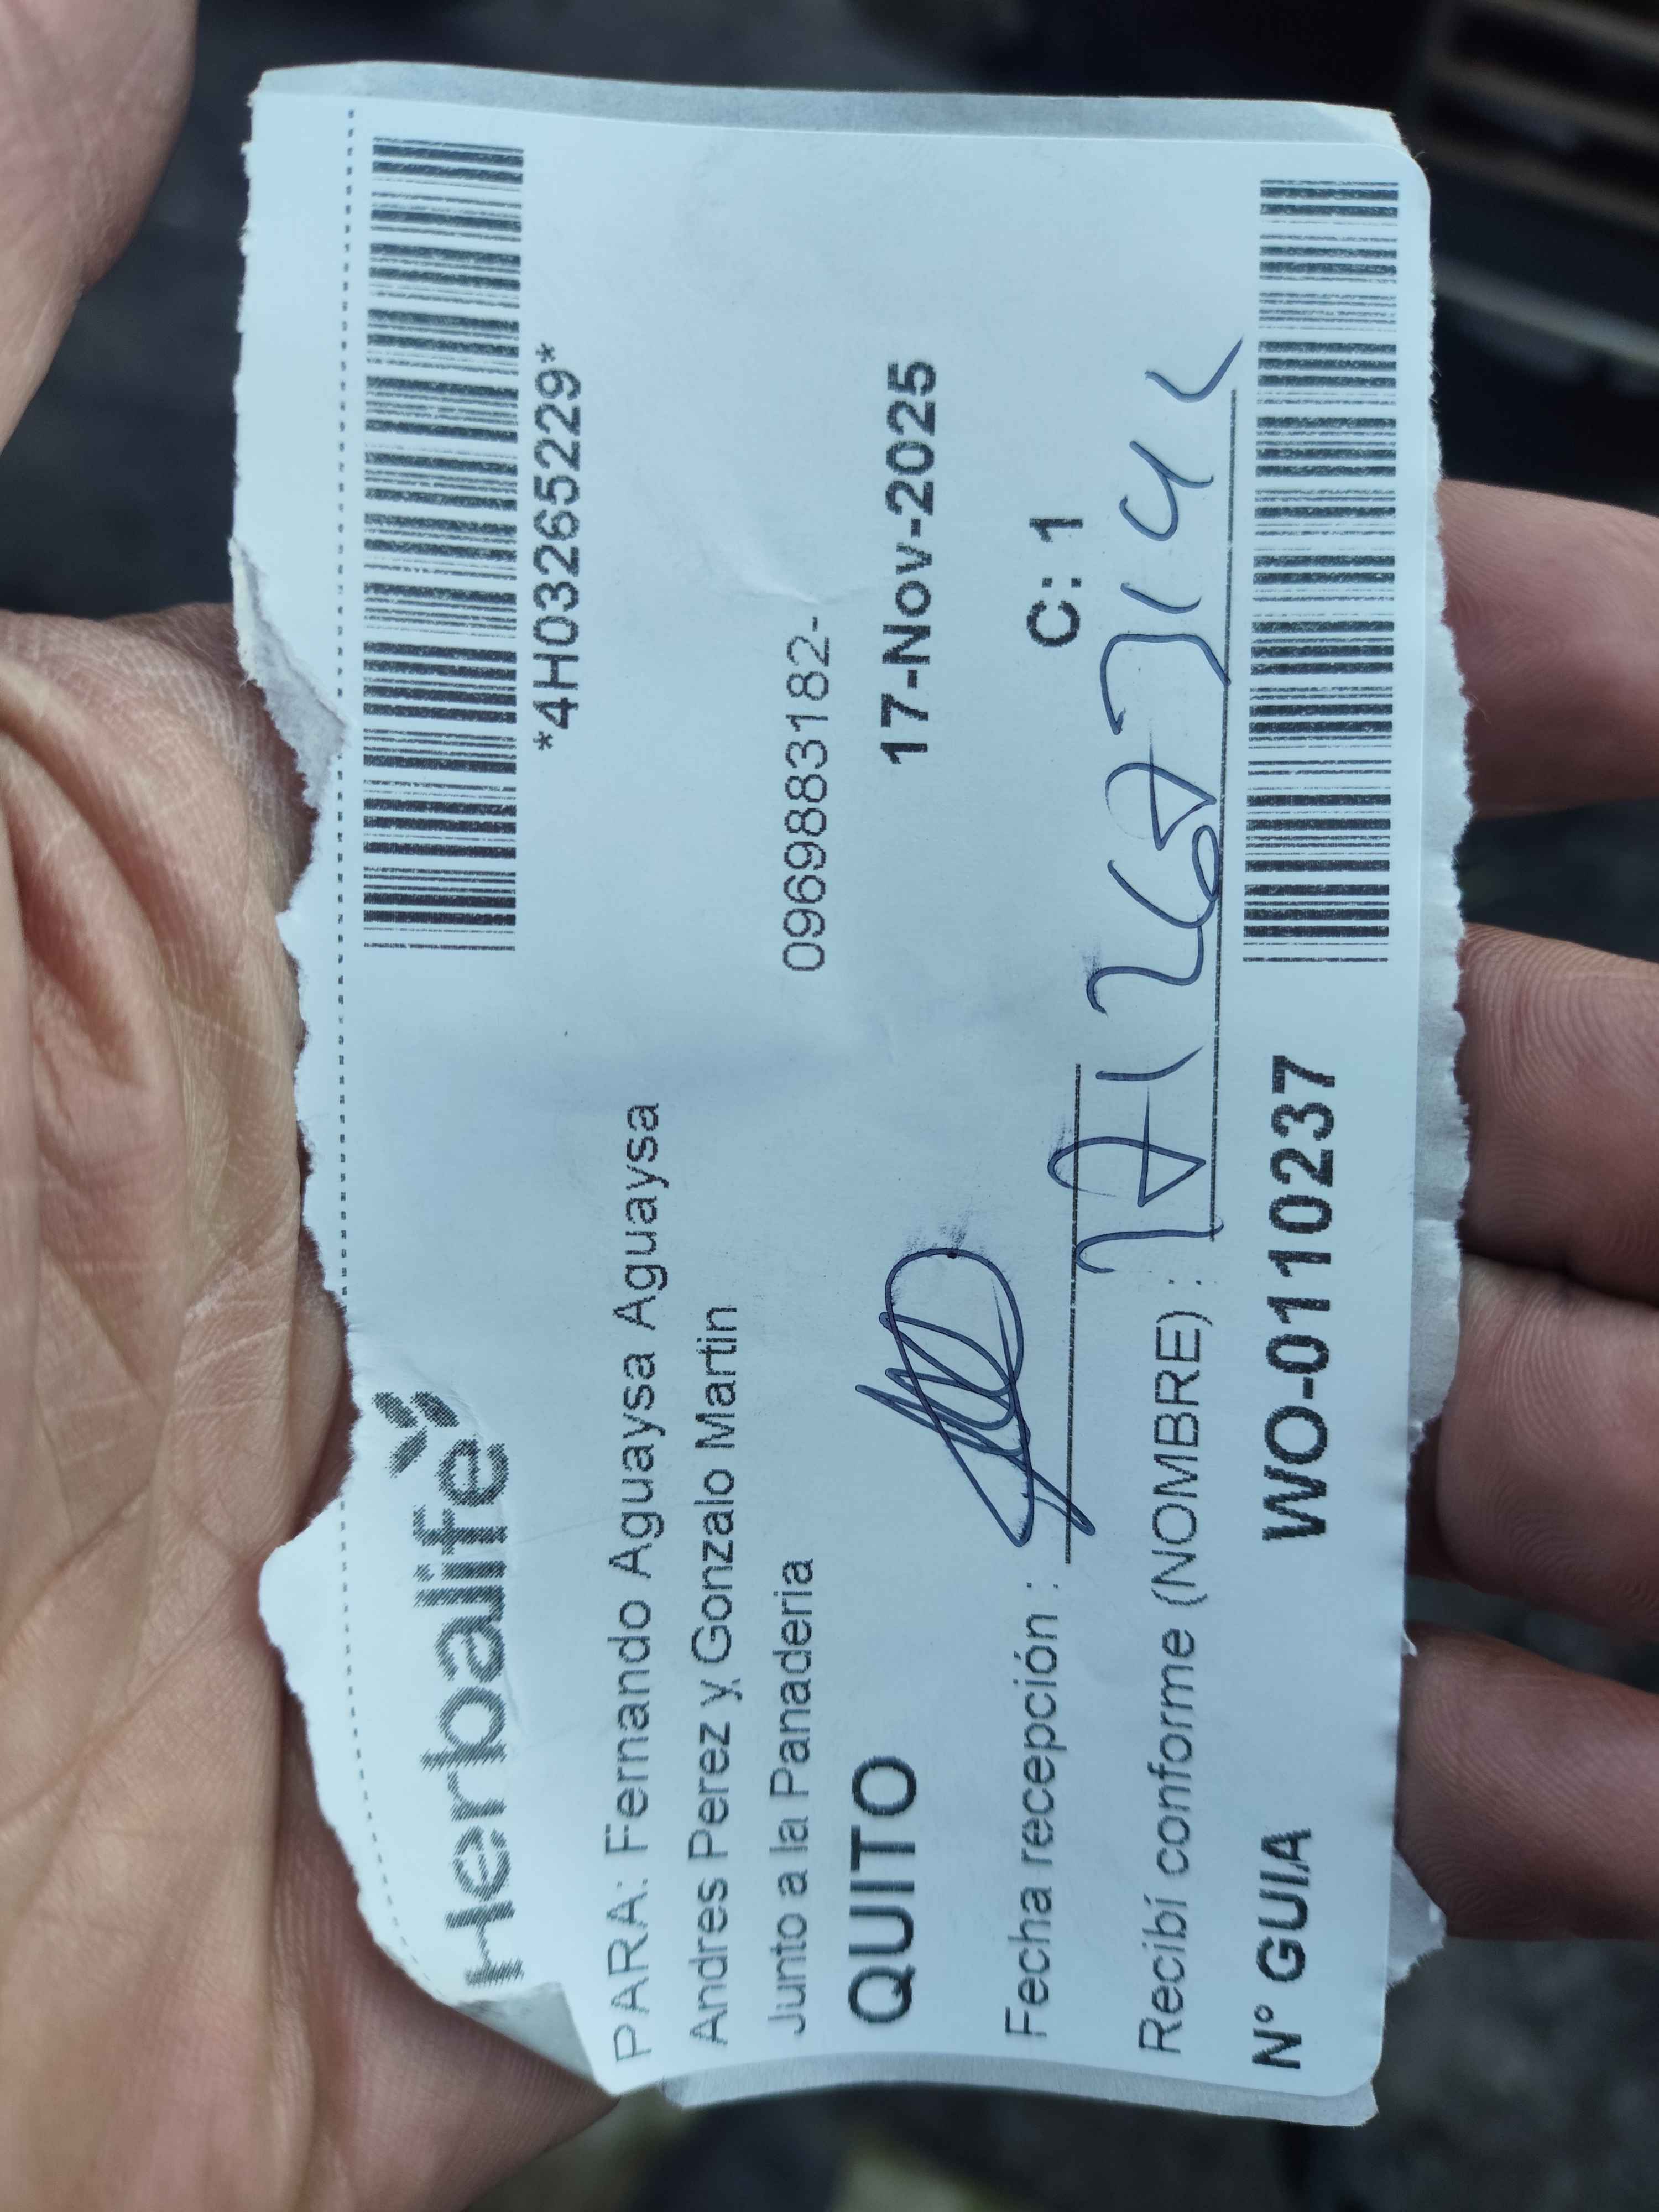 Herbalife
*4H03265229*
PARA: Fernando Aguaysa Aguaysa
Andres Perez y Gonzalo Martin
Junto a la Panaderia
0969883182-
QUITO
17-Nov-2025
Fecha recepción :
C: 1
Recibí conforme (NOMBRE) :
N° GUIA
WO-0110237